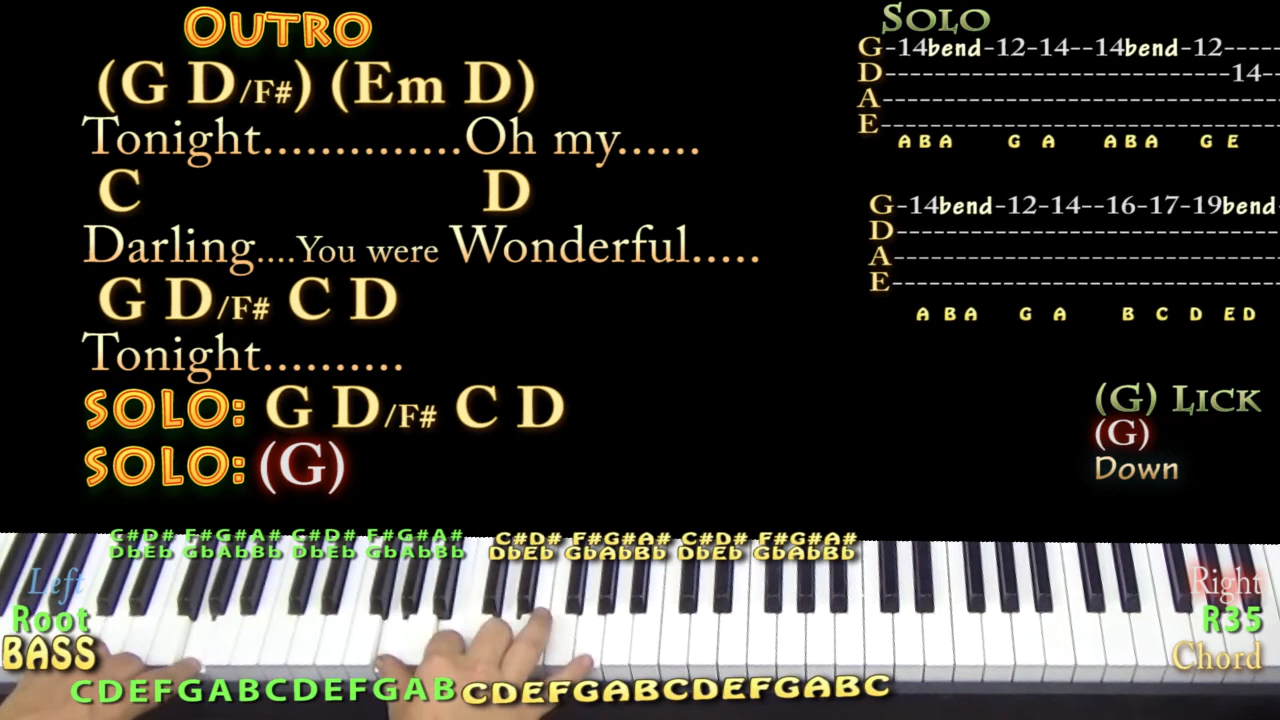 OUTRO
(G D/F#) (Em D)
Tonight..............Oh my......
C D
Darling....You were Wonderful.....
G D/F# C D
Tonight..........
SOLO: G D/F# C D
SOLO: (G)
SOLO
G-14bend-12-14--14bend-12-----
D-----------------------------14--
A--------------------------------
E--------------------------------
A B A G A A B A G E
G-14bend-12-14--16-17-19bend-
D--------------------------------
A--------------------------------
E--------------------------------
A B A G A B C D E D
(G) LICK
(G)
Down
C#D# F#G#A# C#D# F#G#A# C#D# F#G#A# C#D# F#G#A#
DbEb GbAbBb DbEb GbAbBb DbEb GbAbBb DbEb GbAbBb
Left
Root
BASS
Right
R35
Chord
CDEFGABCDEFGABCDEFGABCDEFGABC